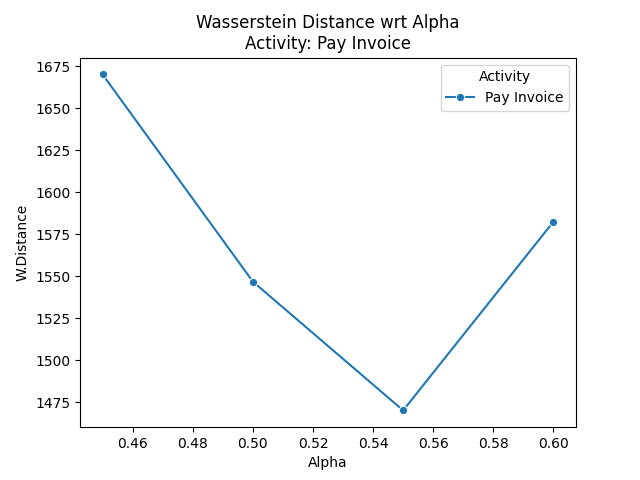 Wasserstein Distance wrt Alpha
Activity: Pay Invoice
Activity
Pay Invoice
W.Distance
1675
1650
1625
1600
1575
1550
1525
1500
1475
0.46 0.48 0.50 0.52 0.54 0.56 0.58 0.60
Alpha